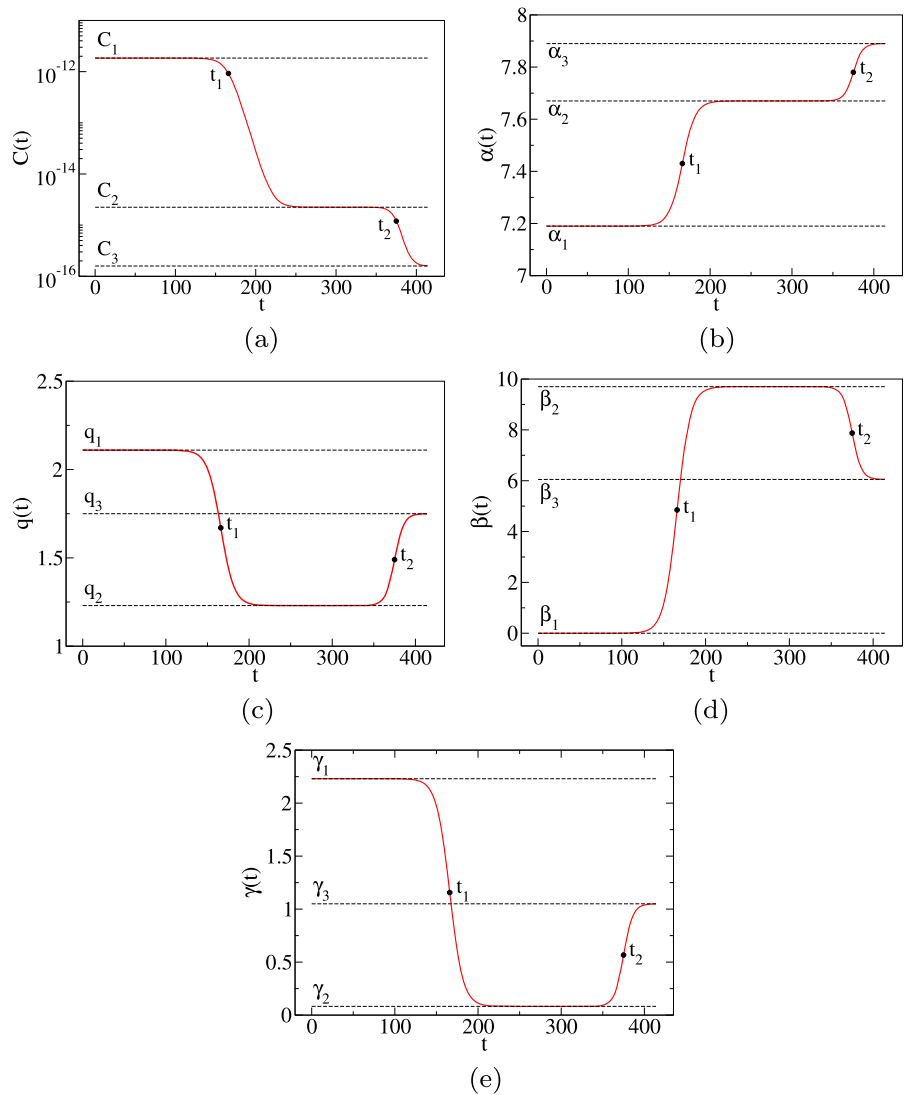 C₁
10⁻¹²
t₁
C(t)
10⁻¹⁴
C₂
t₂
C₃
10⁻¹⁶
0 100 200 300 400
t
(a)
8
α₃
7.8
t₂
α₂
7.6
α(t)
t₁
7.4
7.2
α₁
7
0 100 200 300 400
t
(b)
2.5
q₁
2
q₃
q(t)
t₁
t₂
1.5
q₂
1
0 100 200 300 400
t
(c)
10
β₂
8
t₂
6
β₃
β(t)
t₁
4
2
β₁
0
0 100 200 300 400
t
(d)
2.5
γ₁
2
1.5
γ(t)
t₁
γ₃
1
t₂
0.5
γ₂
0
0 100 200 300 400
t
(e)